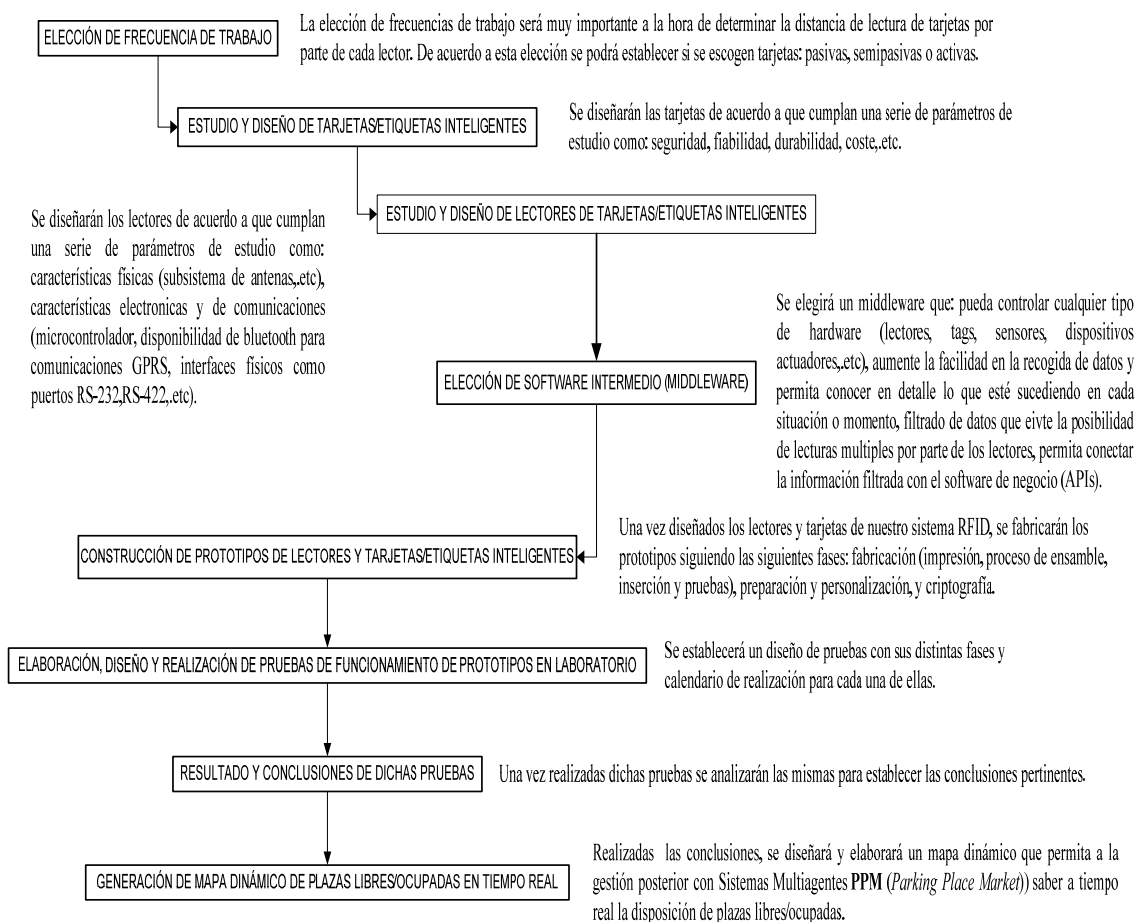 ELECCIÓN DE FRECUENCIA DE TRABAJO
La elección de frecuencias de trabajo será muy importante a la hora de determinar la distancia de lectura de tarjetas por
parte de cada lector. De acuerdo a esta elección se podrá establecer si se escogen tarjetas: pasivas, semipasivas o activas.
ESTUDIO Y DISEÑO DE TARJETAS/ETIQUETAS INTELIGENTES
Se diseñarán las tarjetas de acuerdo a que cumplan una serie de parámetros de
estudio como: seguridad, fiabilidad, durabilidad, coste,.etc.
ESTUDIO Y DISEÑO DE LECTORES DE TARJETAS/ETIQUETAS INTELIGENTES
Se diseñarán los lectores de acuerdo a que cumplan
una serie de parámetros de estudio como:
características físicas (subsistema de antenas,.etc),
características electronicas y de comunicaciones
(microcontrolador, disponibilidad de bluetooth para
comunicaciones GPRS, interfaces físicos como
puertos RS-232,RS-422,.etc).
Se elegirá un middleware que: pueda controlar cualquier tipo
de hardware (lectores, tags, sensores, dispositivos
actuadores,.etc), aumente la facilidad en la recogida de datos y
permita conocer en detalle lo que esté sucediendo en cada
situación o momento, filtrado de datos que eivte la posibilidad
de lecturas multiples por parte de los lectores, permita conectar
la información filtrada con el software de negocio (APIs).
ELECCIÓN DE SOFTWARE INTERMEDIO (MIDDLEWARE)
CONSTRUCCIÓN DE PROTOTIPOS DE LECTORES Y TARJETAS/ETIQUETAS INTELIGENTES
Una vez diseñados los lectores y tarjetas de nuestro sistema RFID, se fabricarán los
prototipos siguiendo las siguientes fases: fabricación (impresión, proceso de ensamble,
inserción y pruebas), preparación y personalización, y criptografía.
ELABORACIÓN, DISEÑO Y REALIZACIÓN DE PRUEBAS DE FUNCIONAMIENTO DE PROTOTIPOS EN LABORATORIO
Se establecerá un diseño de pruebas con sus distintas fases y
calendario de realización para cada una de ellas.
RESULTADO Y CONCLUSIONES DE DICHAS PRUEBAS
Una vez realizadas dichas pruebas se analizarán las mismas para establecer las conclusiones pertinentes.
GENERACIÓN DE MAPA DINÁMICO DE PLAZAS LIBRES/OCUPADAS EN TIEMPO REAL
Realizadas las conclusiones, se diseñará y elaborará un mapa dinámico que permita a la
gestión posterior con Sistemas Multiagentes PPM (Parking Place Market)) saber a tiempo
real la disposición de plazas libres/ocupadas.